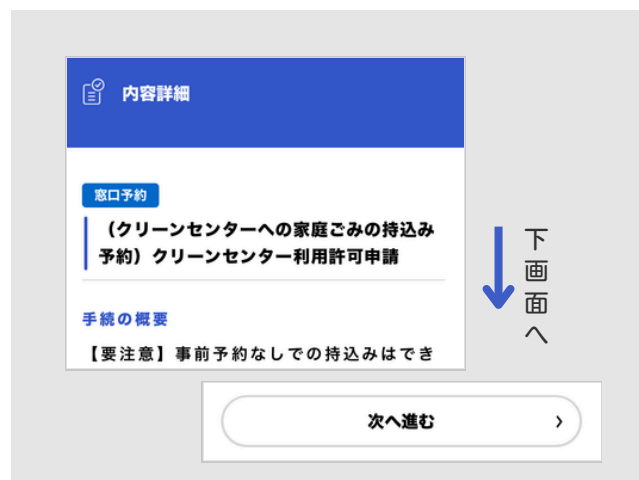 内容詳細
窓口予約
（クリーンセンターへの家庭ごみの持込み
予約）クリーンセンター利用許可申請
手続の概要
【要注意】事前予約なしでの持込みはでき
下画面へ
次へ進む